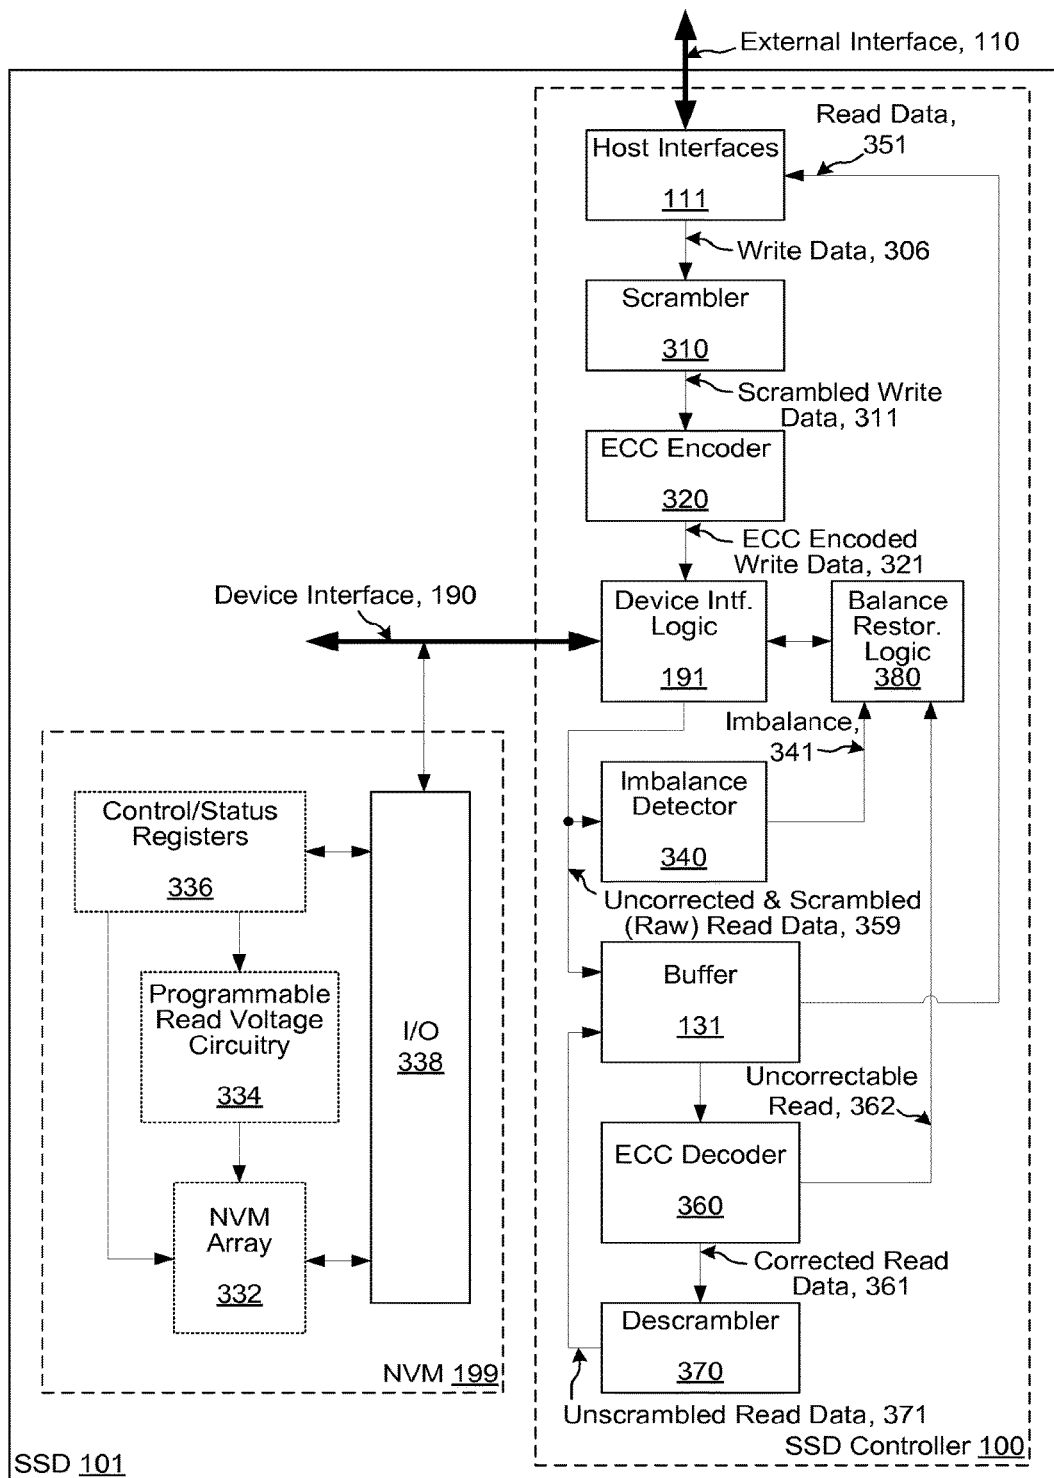 External Interface, 110
Read Data,
351
Host Interfaces
111
Write Data, 306
Scrambler
310
Scrambled Write
Data, 311
ECC Encoder
320
ECC Encoded
Write Data, 321
Device Interface, 190
Device Intf.
Logic
191
Balance
Restor.
Logic
380
Imbalance,
341
Imbalance
Detector
340
Control/Status
Registers
336
Uncorrected & Scrambled
(Raw) Read Data, 359
Buffer
131
Programmable
Read Voltage
Circuitry
334
I/O
338
Uncorrectable
Read, 362
ECC Decoder
360
NVM
Array
332
Corrected Read
Data, 361
Descrambler
370
NVM 199
Unscrambled Read Data, 371
SSD Controller 100
SSD 101